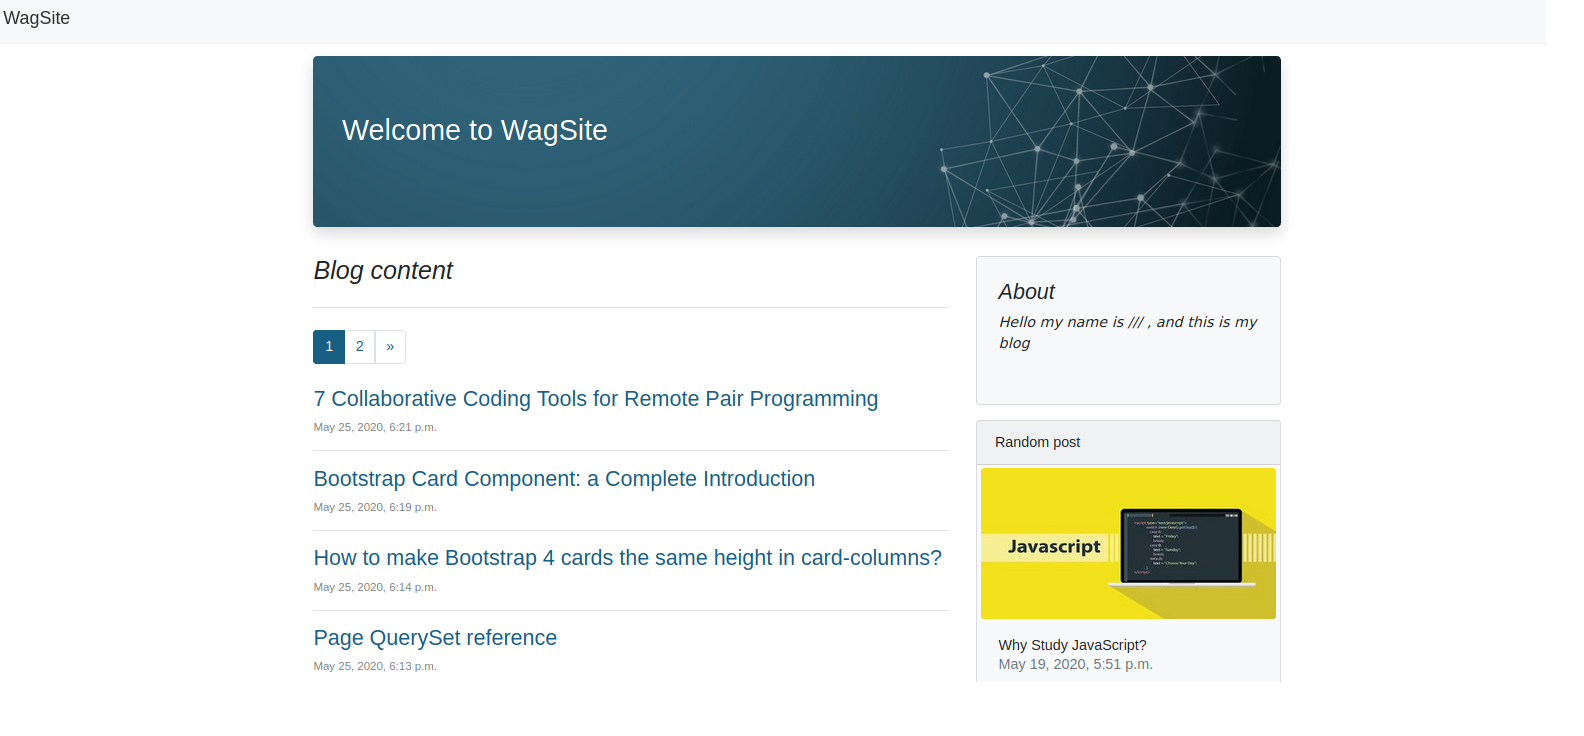 WagSite
Welcome to WagSite
Blog content
1 2 »
7 Collaborative Coding Tools for Remote Pair Programming
May 25, 2020, 6:21 p.m.
Bootstrap Card Component: a Complete Introduction
May 25, 2020, 6:19 p.m.
How to make Bootstrap 4 cards the same height in card-columns?
May 25, 2020, 6:14 p.m.
Page QuerySet reference
May 25, 2020, 6:13 p.m.
About
Hello my name is /// , and this is my
blog
Random post
Javascript
Why Study JavaScript?
May 19, 2020, 5:51 p.m.